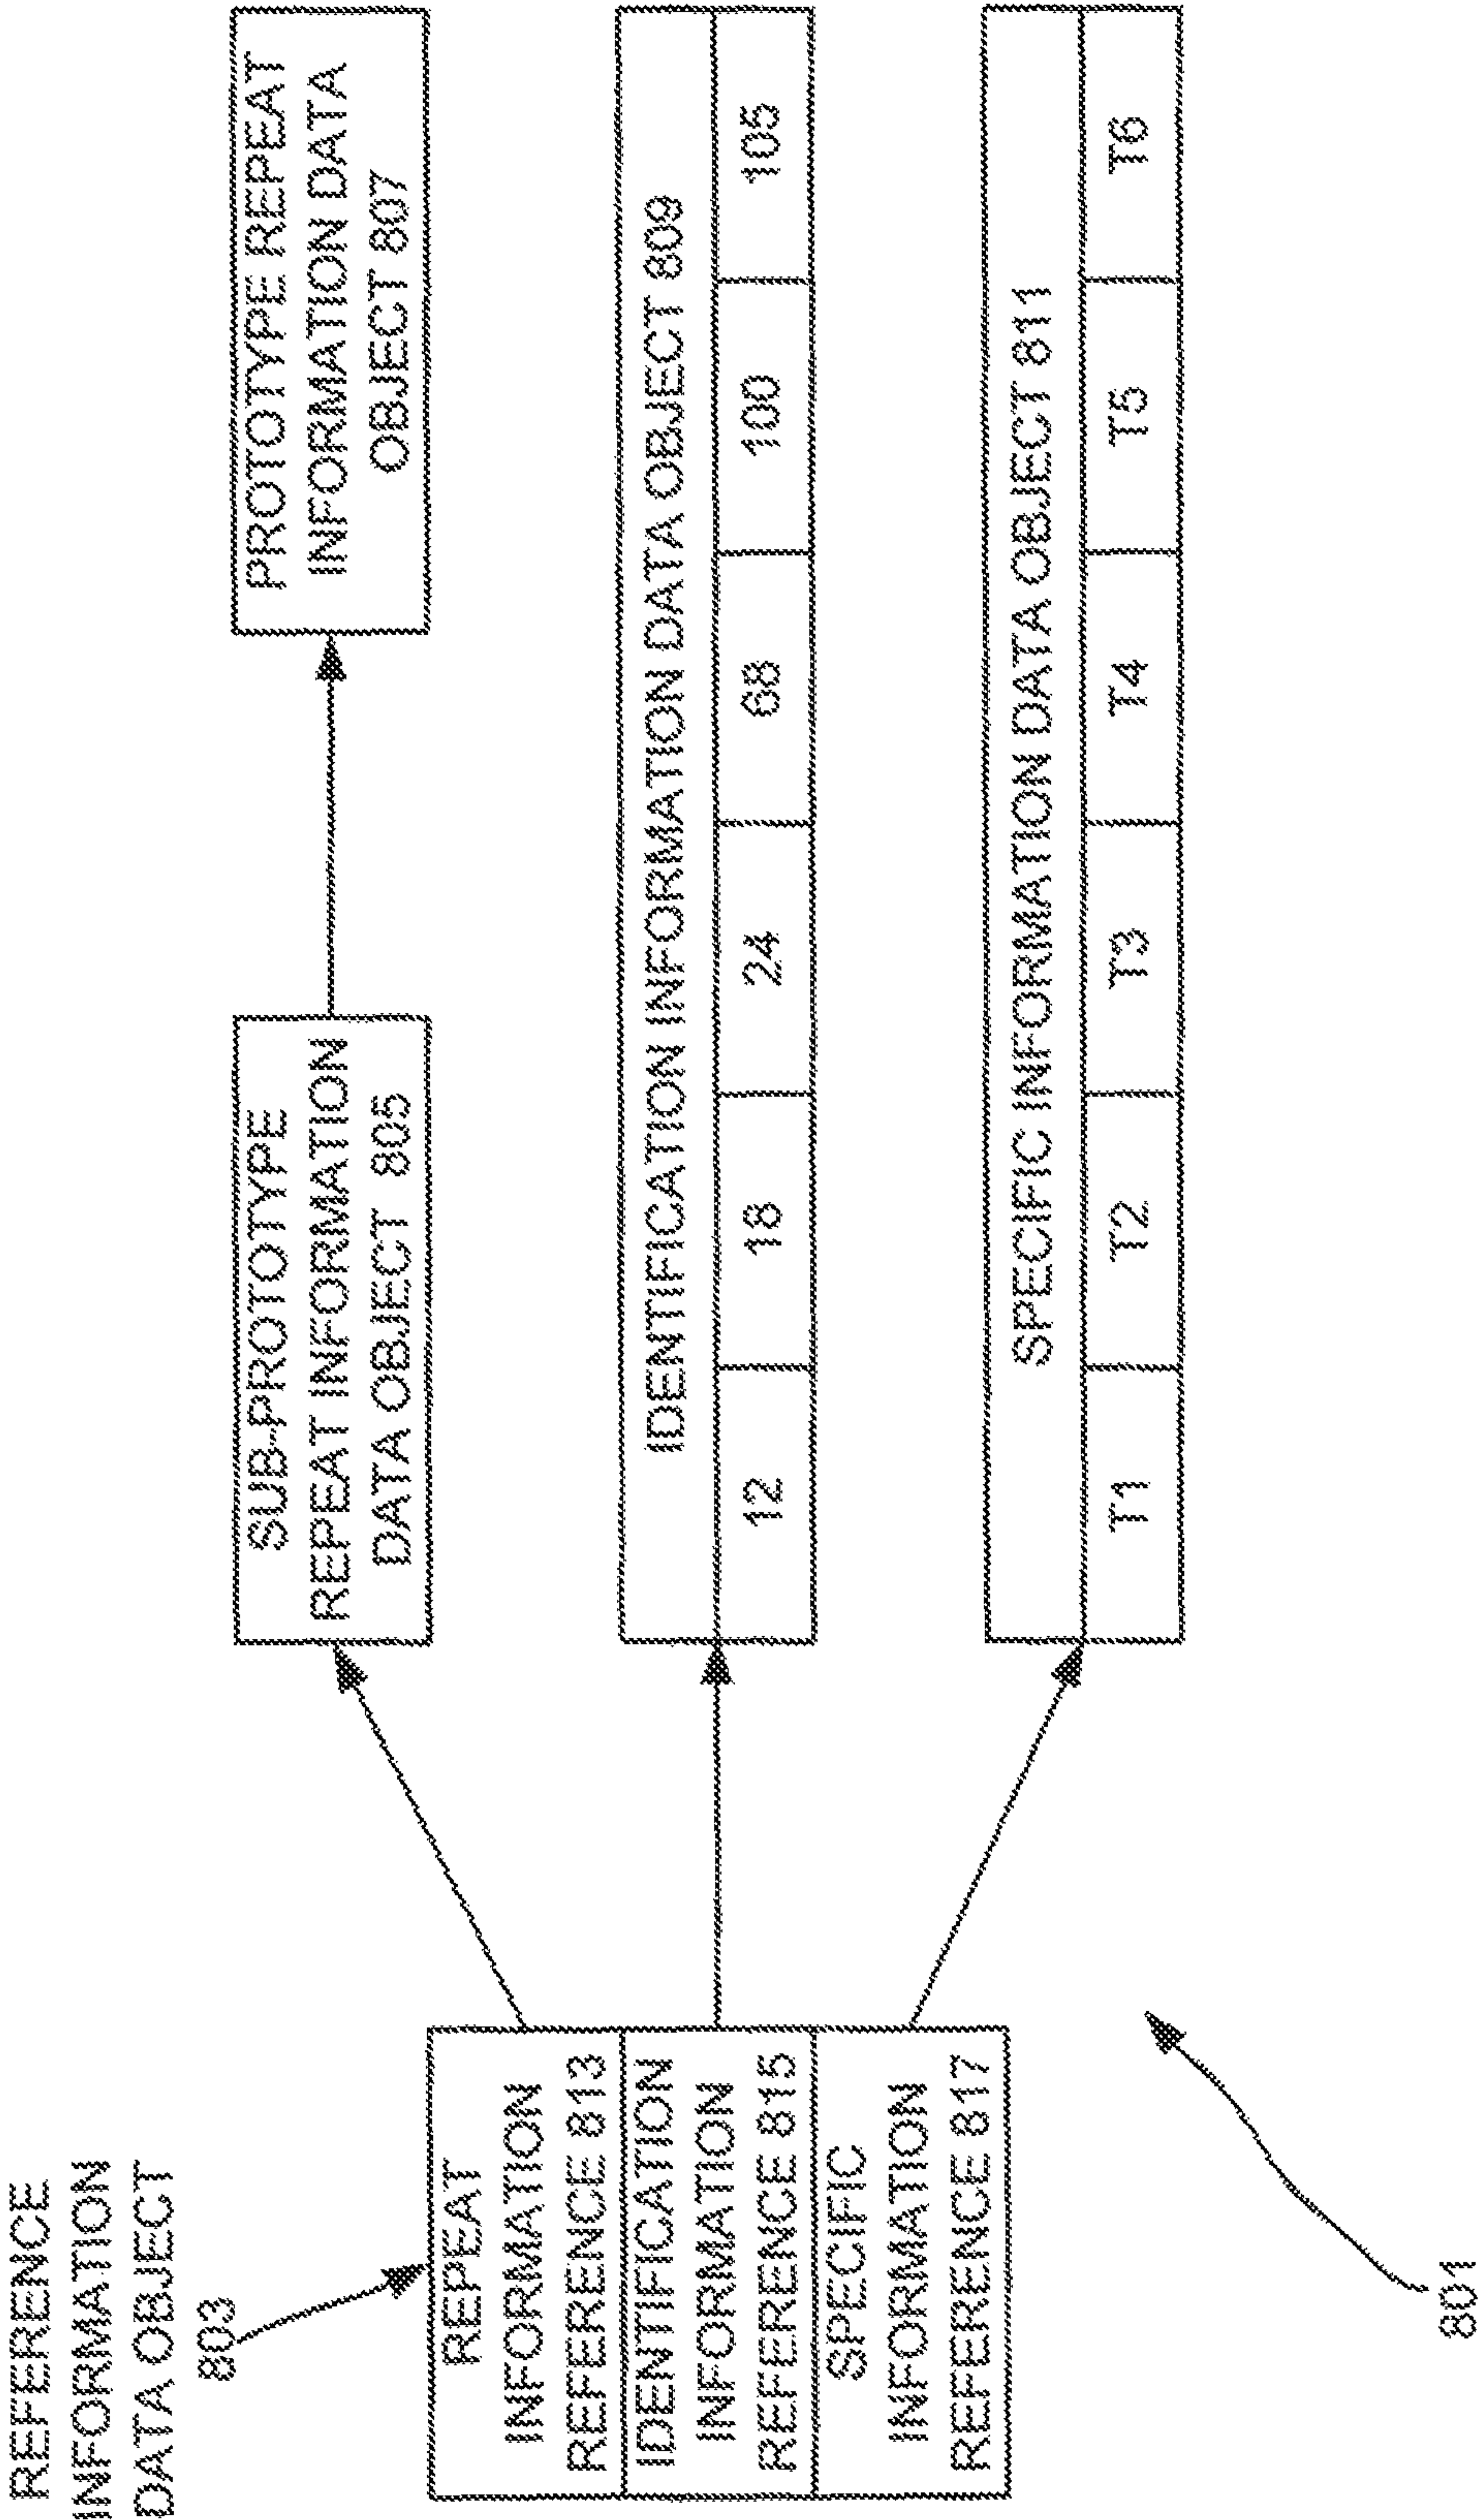 REFERENCE
INFORMATION
DATA OBJECT
803
REPEAT
INFORMATION
REFERENCE 813
IDENTIFICATION
INFORMATION
REFERENCE 815
SPECIFIC
INFORMATION
REFERENCE 817
SUB-PROTOTYPE
REPEAT INFORMATION
DATA OBJECT 805
PROTOTYPE REPEAT
INFORMATION DATA
OBJECT 807
IDENTIFICATION INFORMATION DATA OBJECT 809
12 18 24 68 100 105
SPECIFIC INFORMATION DATA OBJECT 811
T1 T2 T3 T4 T5 T6
801